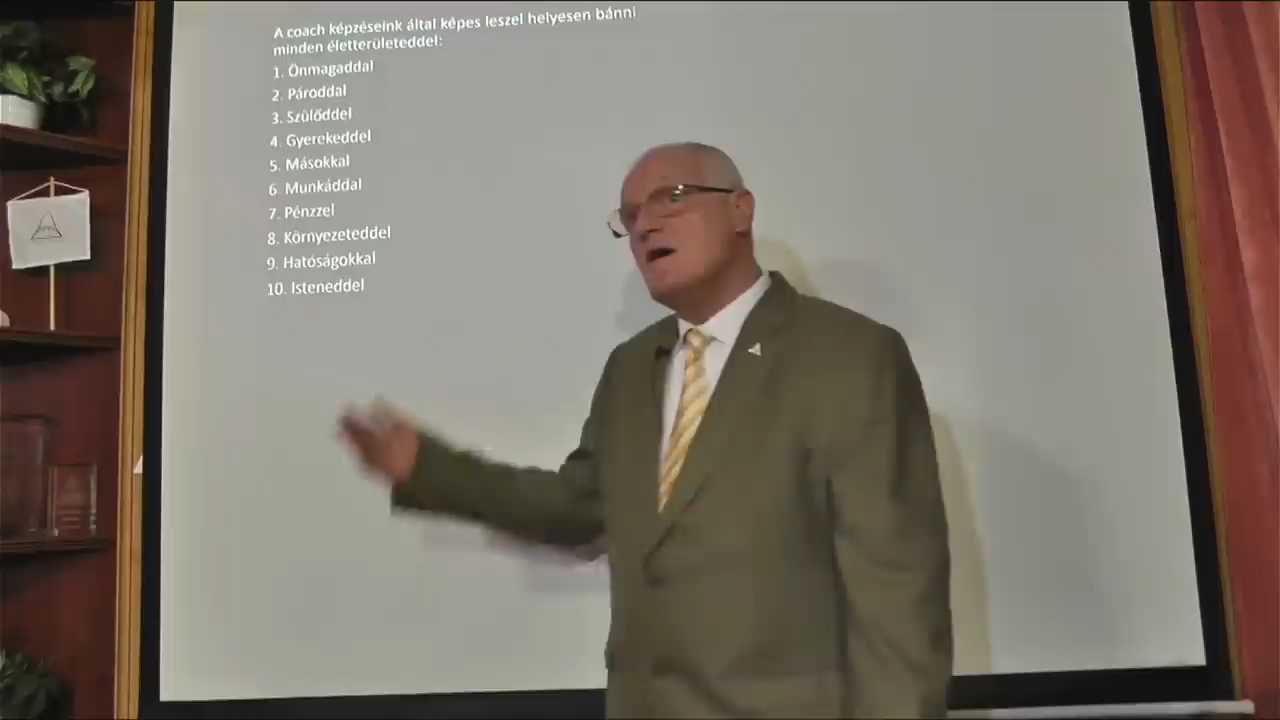 A coach képzéseink által képes leszel helyesen bánni
minden életterületeddel:
1. Önmagaddal
2. Pároddal
3. Szülőddel
4. Gyerekeddel
5. Másokkal
6. Munkáddal
7. Pénzzel
8. Környezeteddel
9. Hatóságokkal
10. Isteneddel